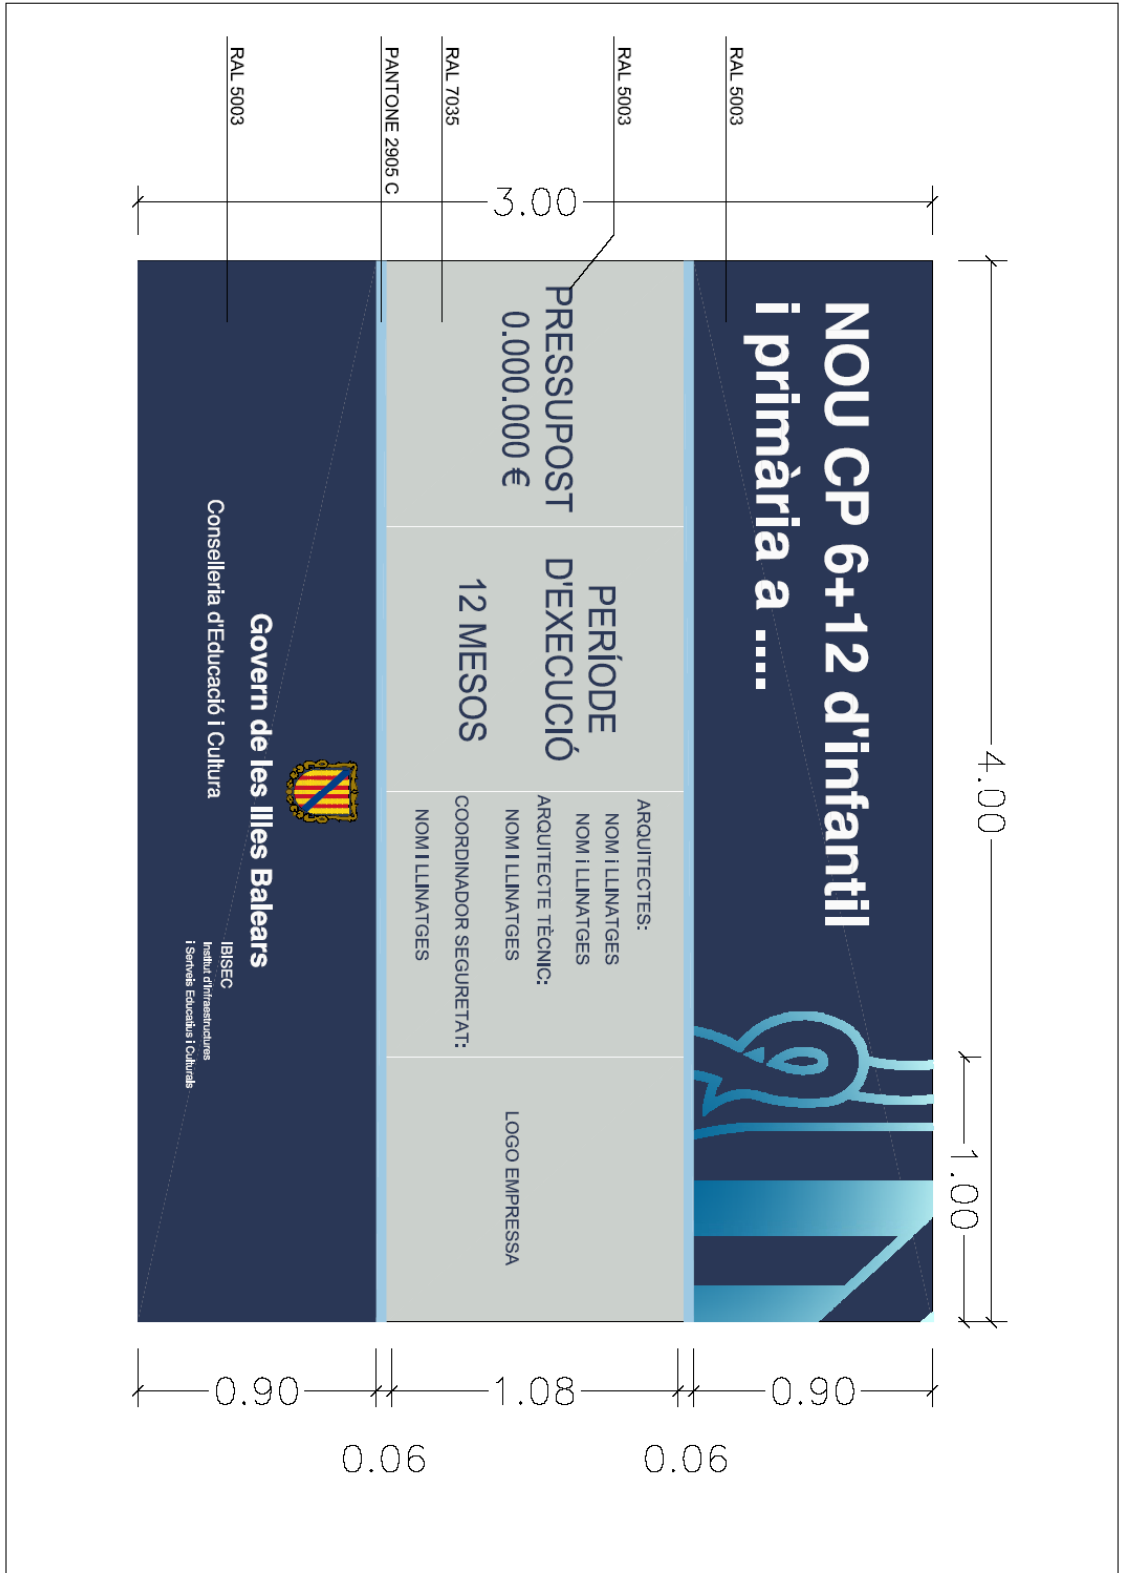 RAL 5003
RAL 5003
RAL 7035
PANTONE 2905 C
RAL 5003
3.00
4.00
1.00
0.90
0.06
1.08
0.06
0.90
NOU CP 6+12 d'infantil
i primària a ....
PRESSUPOST
0.000.000 €
PERÍODE
D'EXECUCIÓ
12 MESOS
ARQUITECTES:
NOM i LLINATGES
NOM i LLINATGES
ARQUITECTE TÈCNIC:
NOM I LLINATGES
COORDINADOR SEGURETAT:
NOM I LLINATGES
LOGO EMPRESSA
Govern de les Illes Balears
Conselleria d'Educació i Cultura
IBISEC
Institut d'Infraestructures
i Sertveis Educatius i Culturals